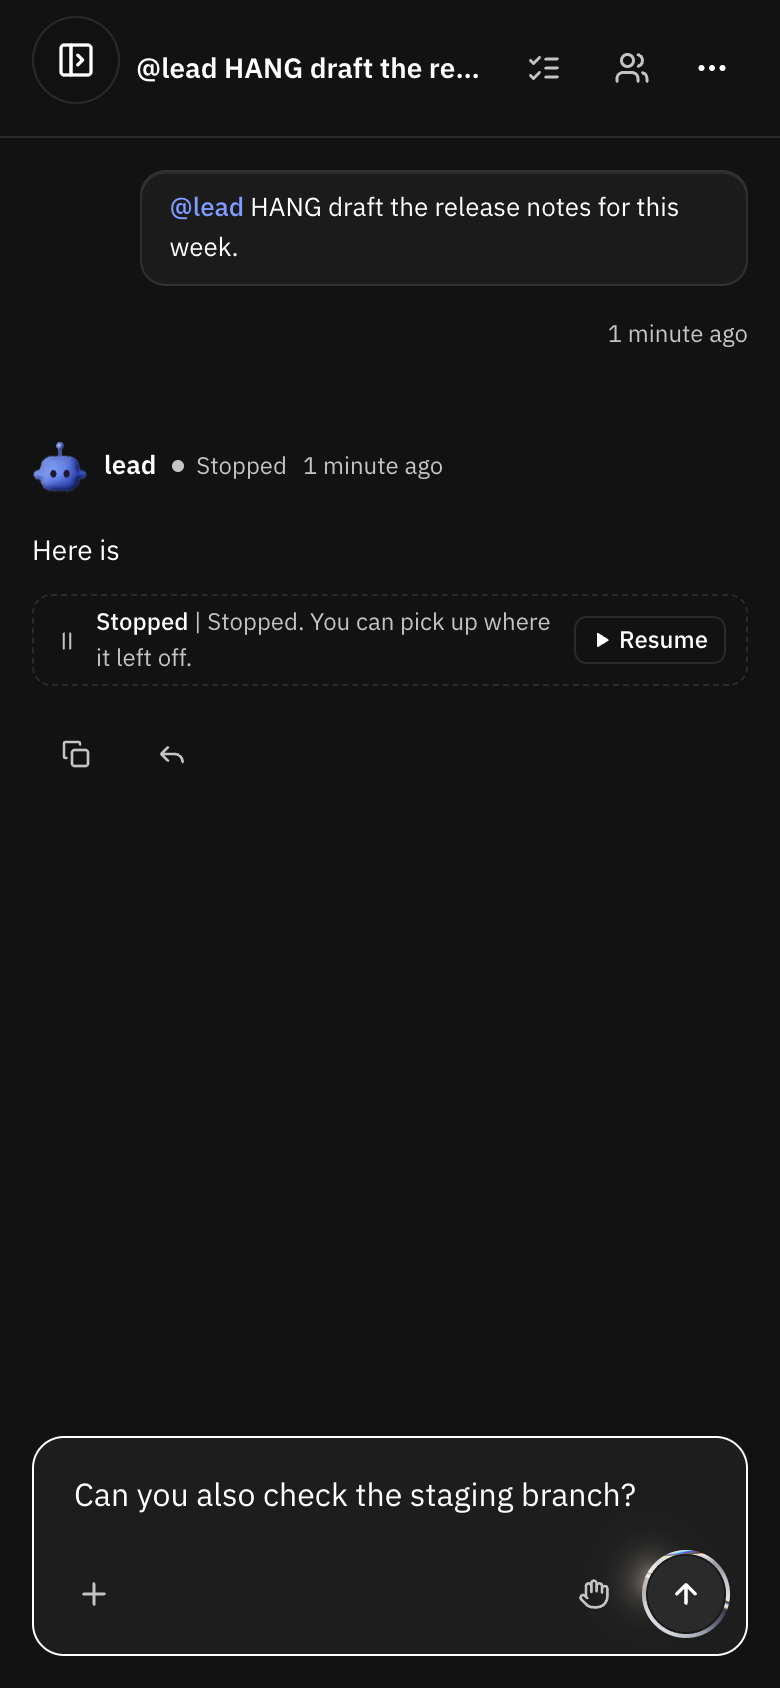 @lead HANG draft the re...
@lead HANG draft the release notes for this
week.
1 minute ago
lead ● Stopped 1 minute ago
Here is
Stopped | Stopped. You can pick up where
it left off.
Resume
Can you also check the staging branch?